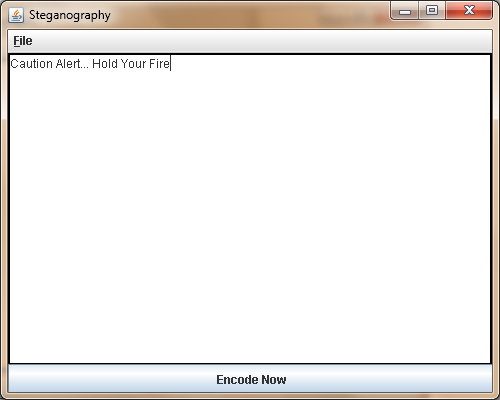 Steganography
File
Caution Alert... Hold Your Fire
Encode Now